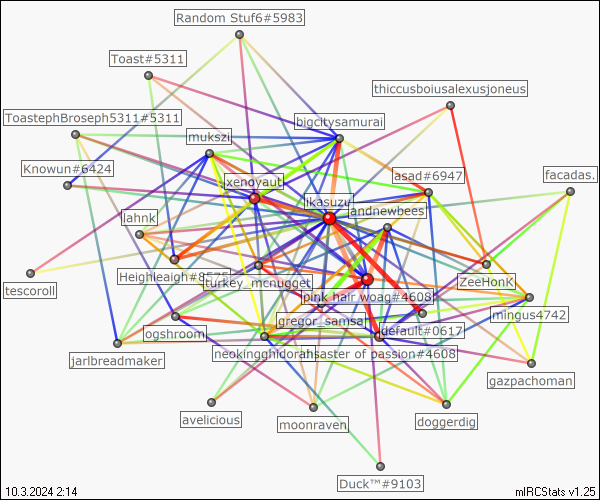 Random Stuf6#5983
Toast#5311
thiccusboiusalexusjoneus
ToastephBroseph5311#5311
bigcitysamurai
mukszi
Knowun#6424
asad#6947
facadas.
xenoyaut
ikasuzu
andnewbees
lahnk
Heighleaigh#8575
turkey_mcnugget
ZeeHonK
tescoroll
pink hair woag#4608
mingus4742
gregor_samsa
ogshroom
default#0617
neokingghidorah
saster of passion#4608
jarlbreadmaker
gazpachoman
avelicious
moonraven
doggerdig
Duck™#9103
10.3.2024 2:14
mIRCStats v1.25